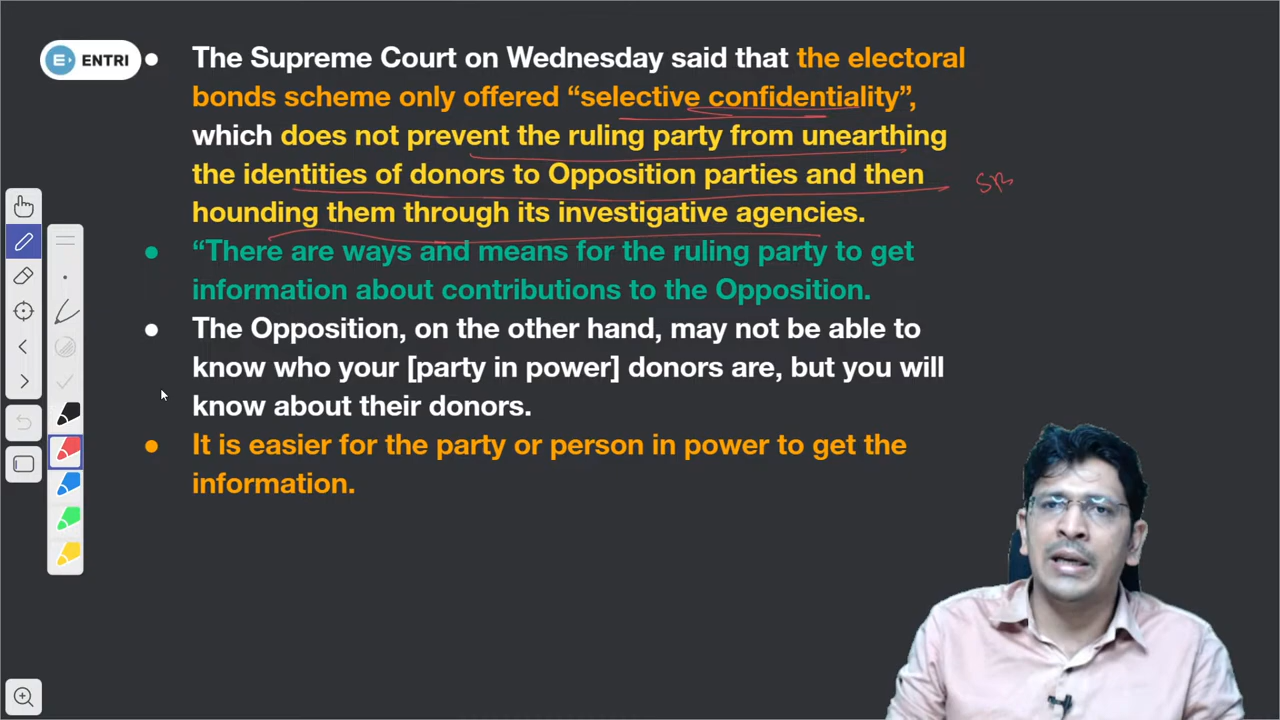 ENTRI
The Supreme Court on Wednesday said that the electoral
bonds scheme only offered “selective confidentiality”,
which does not prevent the ruling party from unearthing
the identities of donors to Opposition parties and then
SB
hounding them through its investigative agencies.
“There are ways and means for the ruling party to get
information about contributions to the Opposition.
The Opposition, on the other hand, may not be able to
know who your [party in power] donors are, but you will
know about their donors.
It is easier for the party or person in power to get the
information.